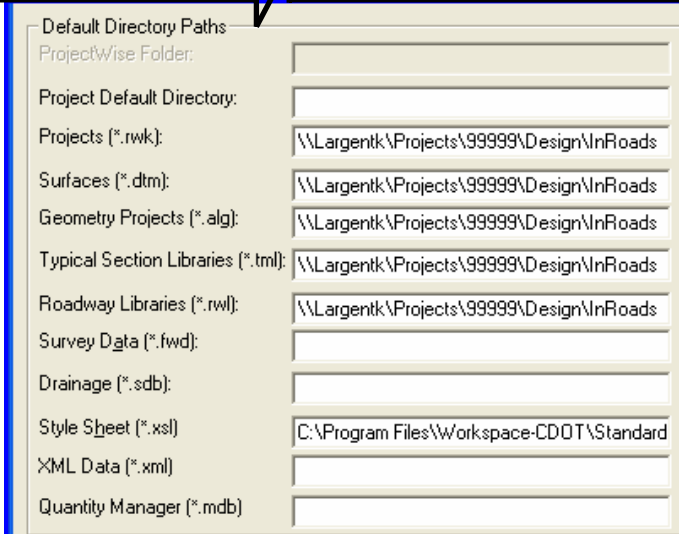 Default Directory Paths
ProjectWise Folder:
Project Default Directory:
Projects (*.rwk): \\Largentk\Projects\99999\Design\InRoads
Surfaces (*.dtm): \\Largentk\Projects\99999\Design\InRoads
Geometry Projects (*.alg): \\Largentk\Projects\99999\Design\InRoads
Typical Section Libraries (*.tml): \\Largentk\Projects\99999\Design\InRoads
Roadway Libraries (*.rwl): \\Largentk\Projects\99999\Design\InRoads
Survey Data (*.fwd):
Drainage (*.sdb):
Style Sheet (*.xsl) C:\Program Files\Workspace-CDOT\Standard
XML Data (*.xml)
Quantity Manager (*.mdb)